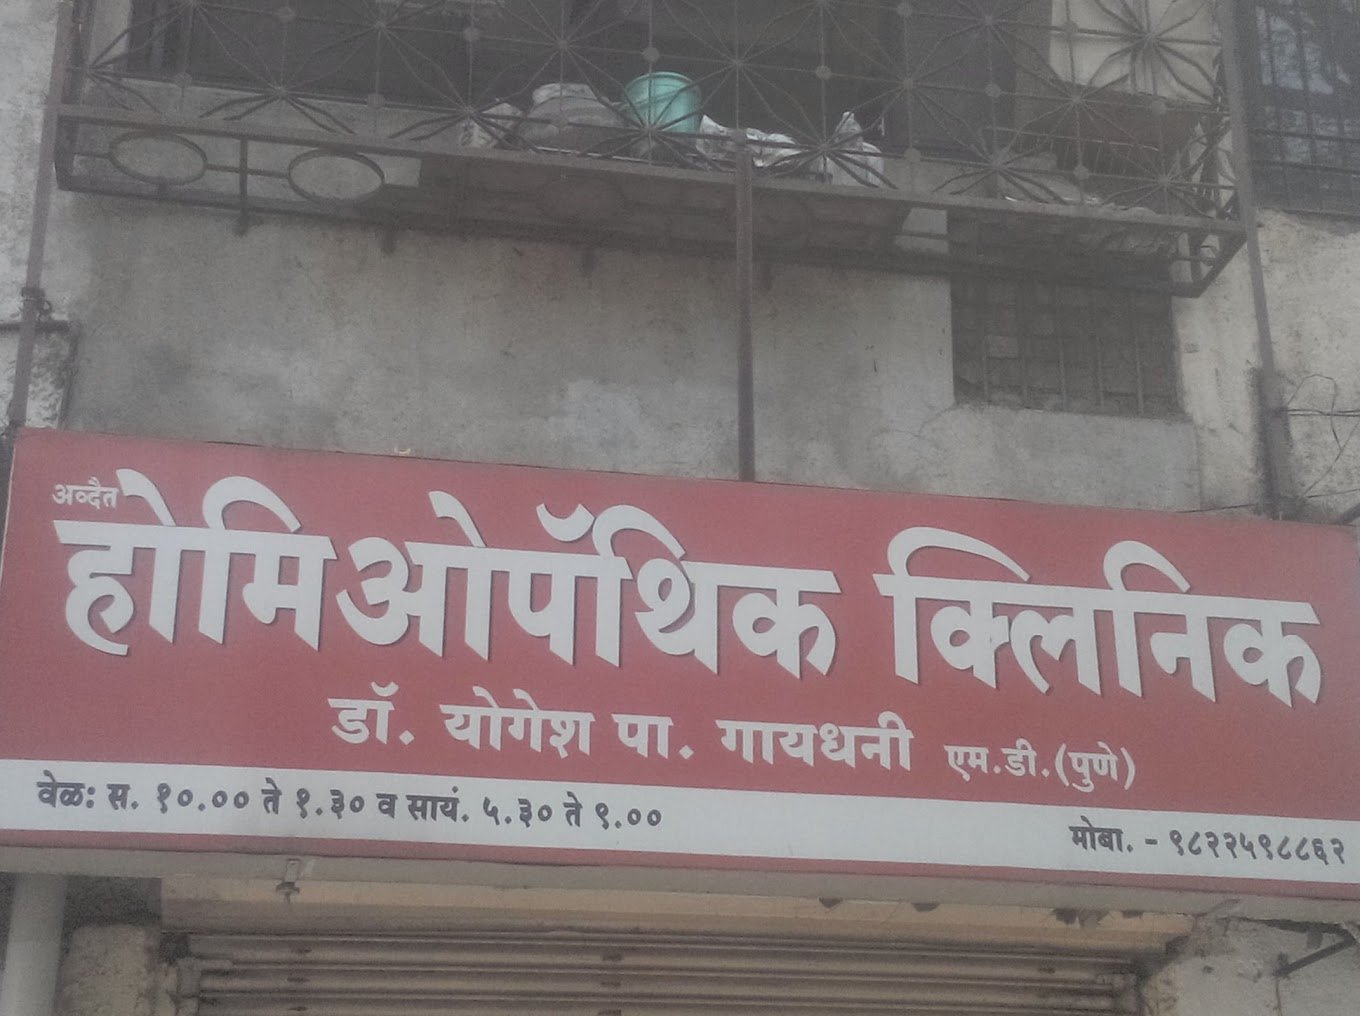 अव्दैत
होमिओपॅथिक क्लिनिक
डॉ. योगेश पा. गायधनी एम.डी.(पुणे)
वेळ: स. १०.०० ते १.३० व सायं. ५.३० ते ९.००
मोबा. - ९८२२५९८८६२